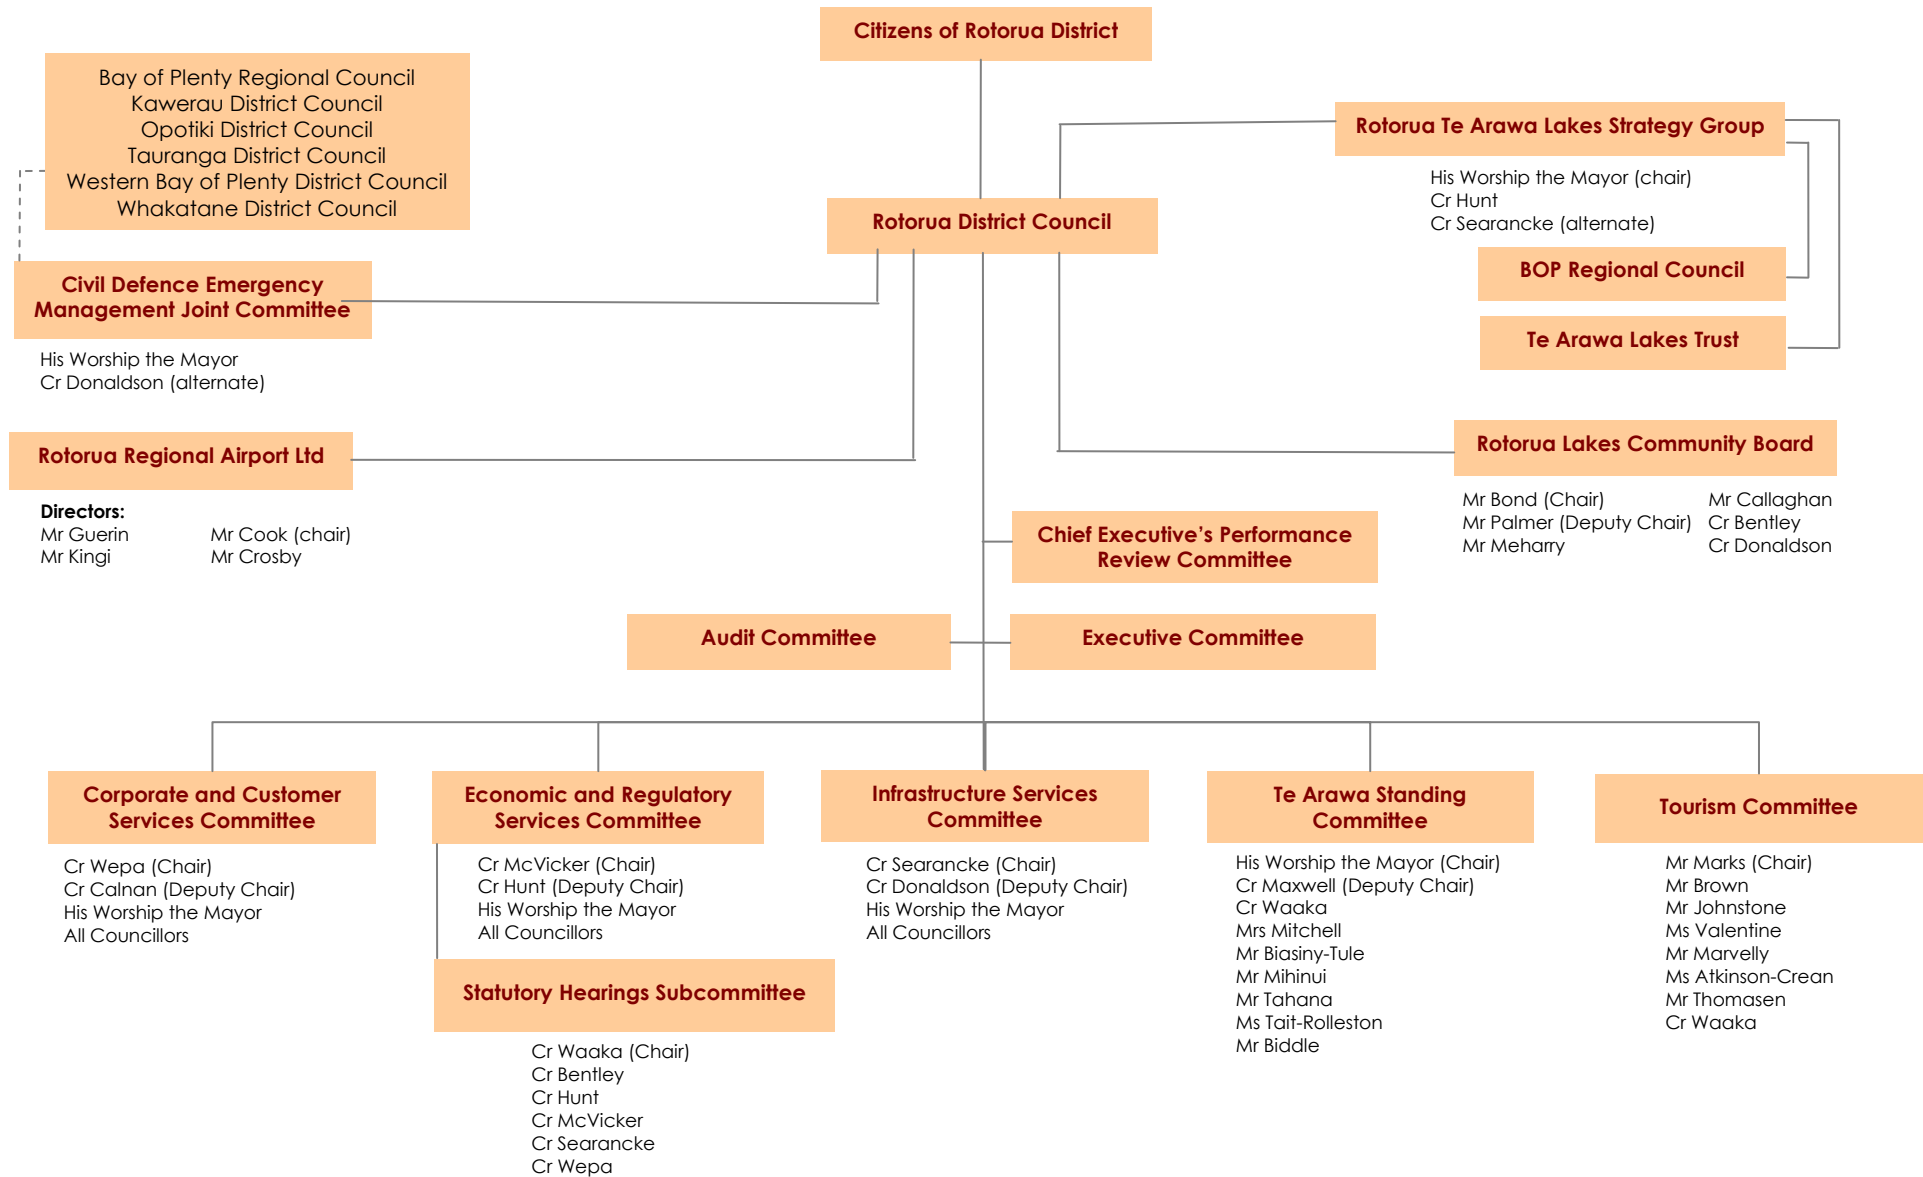 Citizens of Rotorua District
Bay of Plenty Regional Council
Kawerau District Council
Opotiki District Council
Tauranga District Council
Western Bay of Plenty District Council
Whakatane District Council
Rotorua Te Arawa Lakes Strategy Group
His Worship the Mayor (chair)
Cr Hunt
Cr Searancke (alternate)
Rotorua District Council
BOP Regional Council
Te Arawa Lakes Trust
Civil Defence Emergency
Management Joint Committee
His Worship the Mayor
Cr Donaldson (alternate)
Rotorua Regional Airport Ltd
Directors:
Mr Guerin
Mr Kingi
Mr Cook (chair)
Mr Crosby
Rotorua Lakes Community Board
Mr Bond (Chair)
Mr Palmer (Deputy Chair)
Mr Meharry
Mr Callaghan
Cr Bentley
Cr Donaldson
Chief Executive’s Performance
Review Committee
Audit Committee
Executive Committee
Corporate and Customer
Services Committee
Cr Wepa (Chair)
Cr Calnan (Deputy Chair)
His Worship the Mayor
All Councillors
Economic and Regulatory
Services Committee
Cr McVicker (Chair)
Cr Hunt (Deputy Chair)
His Worship the Mayor
All Councillors
Statutory Hearings Subcommittee
Cr Waaka (Chair)
Cr Bentley
Cr Hunt
Cr McVicker
Cr Searancke
Cr Wepa
Infrastructure Services
Committee
Cr Searancke (Chair)
Cr Donaldson (Deputy Chair)
His Worship the Mayor
All Councillors
Te Arawa Standing
Committee
His Worship the Mayor (Chair)
Cr Maxwell (Deputy Chair)
Cr Waaka
Mrs Mitchell
Mr Biasiny-Tule
Mr Mihinui
Mr Tahana
Ms Tait-Rolleston
Mr Biddle
Tourism Committee
Mr Marks (Chair)
Mr Brown
Mr Johnstone
Ms Valentine
Mr Marvelly
Ms Atkinson-Crean
Mr Thomasen
Cr Waaka